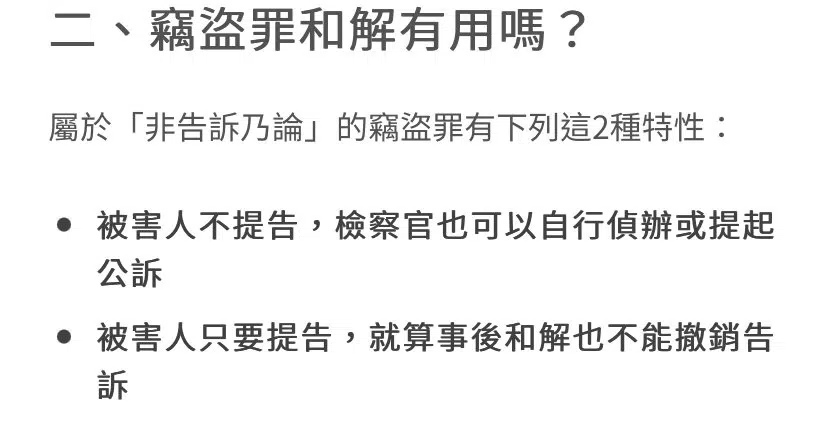 二、竊盜罪和解有用嗎？
屬於「非告訴乃論」的竊盜罪有下列這2種特性：
• 被害人不提告，檢察官也可以自行偵辦或提起
公訴
• 被害人只要提告，就算事後和解也不能撤銷告
訴